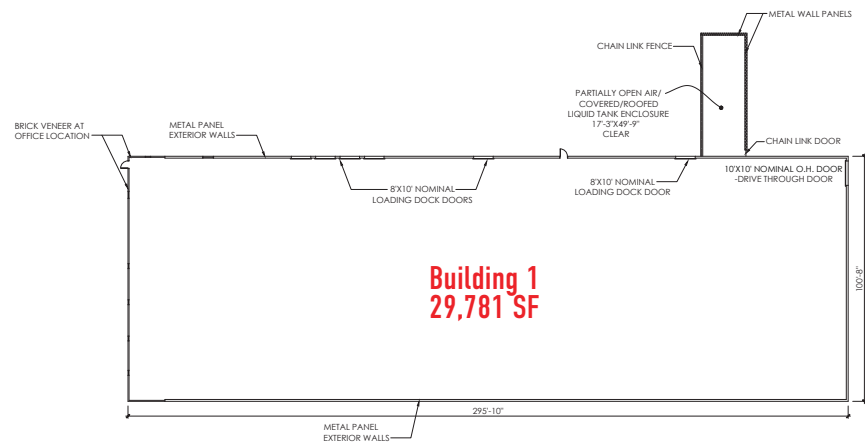 METAL WALL PANELS
CHAIN LINK FENCE
PARTIALLY OPEN AIR/
COVERED/ROOFED
LIQUID TANK ENCLOSURE
17'-3"X49'-9"
CLEAR
BRICK VENEER AT
OFFICE LOCATION
METAL PANEL
EXTERIOR WALLS
CHAIN LINK DOOR
8'X10' NOMINAL
LOADING DOCK DOORS
8'X10' NOMINAL
LOADING DOCK DOOR
10'X10' NOMINAL O.H. DOOR
-DRIVE THROUGH DOOR
Building 1
29,781 SF
100'-8"
295'-10"
METAL PANEL
EXTERIOR WALLS